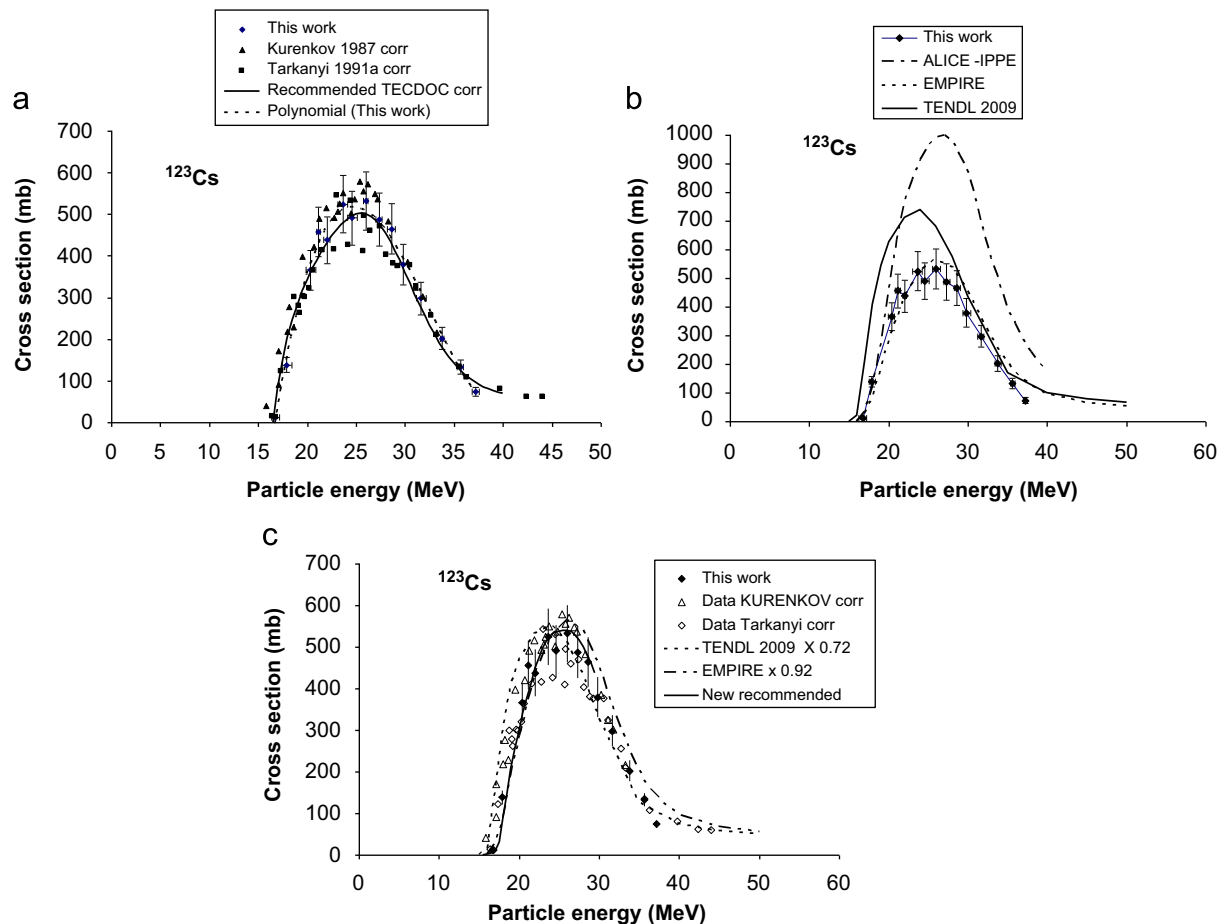 a
This work
Kurenkov 1987 corr
Tarkanyi 1991a corr
Recommended TECDOC corr
Polynomial (This work)
700
600
500
400
300
200
100
0
Cross section (mb)
123Cs
0 5 10 15 20 25 30 35 40 45 50
Particle energy (MeV)
b
This work
ALICE -IPPE
EMPIRE
TENDL 2009
1000
900
800
700
600
500
400
300
200
100
0
Cross section (mb)
123Cs
0 10 20 30 40 50 60
Particle energy (MeV)
c
This work
Data KURENKOV corr
Data Tarkanyi corr
TENDL 2009 X 0.72
EMPIRE x 0.92
New recommended
700
600
500
400
300
200
100
0
Cross section (mb)
123Cs
0 10 20 30 40 50 60
Particle energy (MeV)